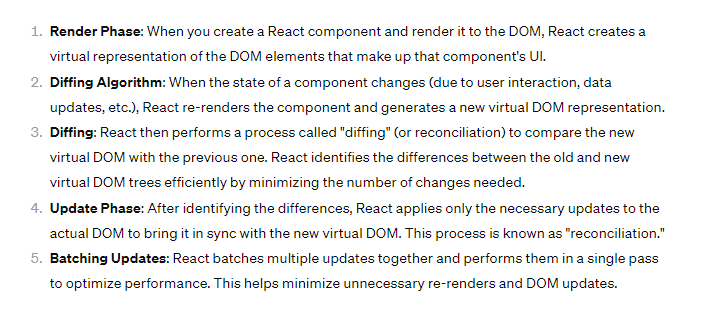 1. Render Phase: When you create a React component and render it to the DOM, React creates a
virtual representation of the DOM elements that make up that component's UI.
2. Diffing Algorithm: When the state of a component changes (due to user interaction, data
updates, etc.), React re-renders the component and generates a new virtual DOM representation.
3. Diffing: React then performs a process called "diffing" (or reconciliation) to compare the new
virtual DOM with the previous one. React identifies the differences between the old and new
virtual DOM trees efficiently by minimizing the number of changes needed.
4. Update Phase: After identifying the differences, React applies only the necessary updates to the
actual DOM to bring it in sync with the new virtual DOM. This process is known as "reconciliation."
5. Batching Updates: React batches multiple updates together and performs them in a single pass
to optimize performance. This helps minimize unnecessary re-renders and DOM updates.